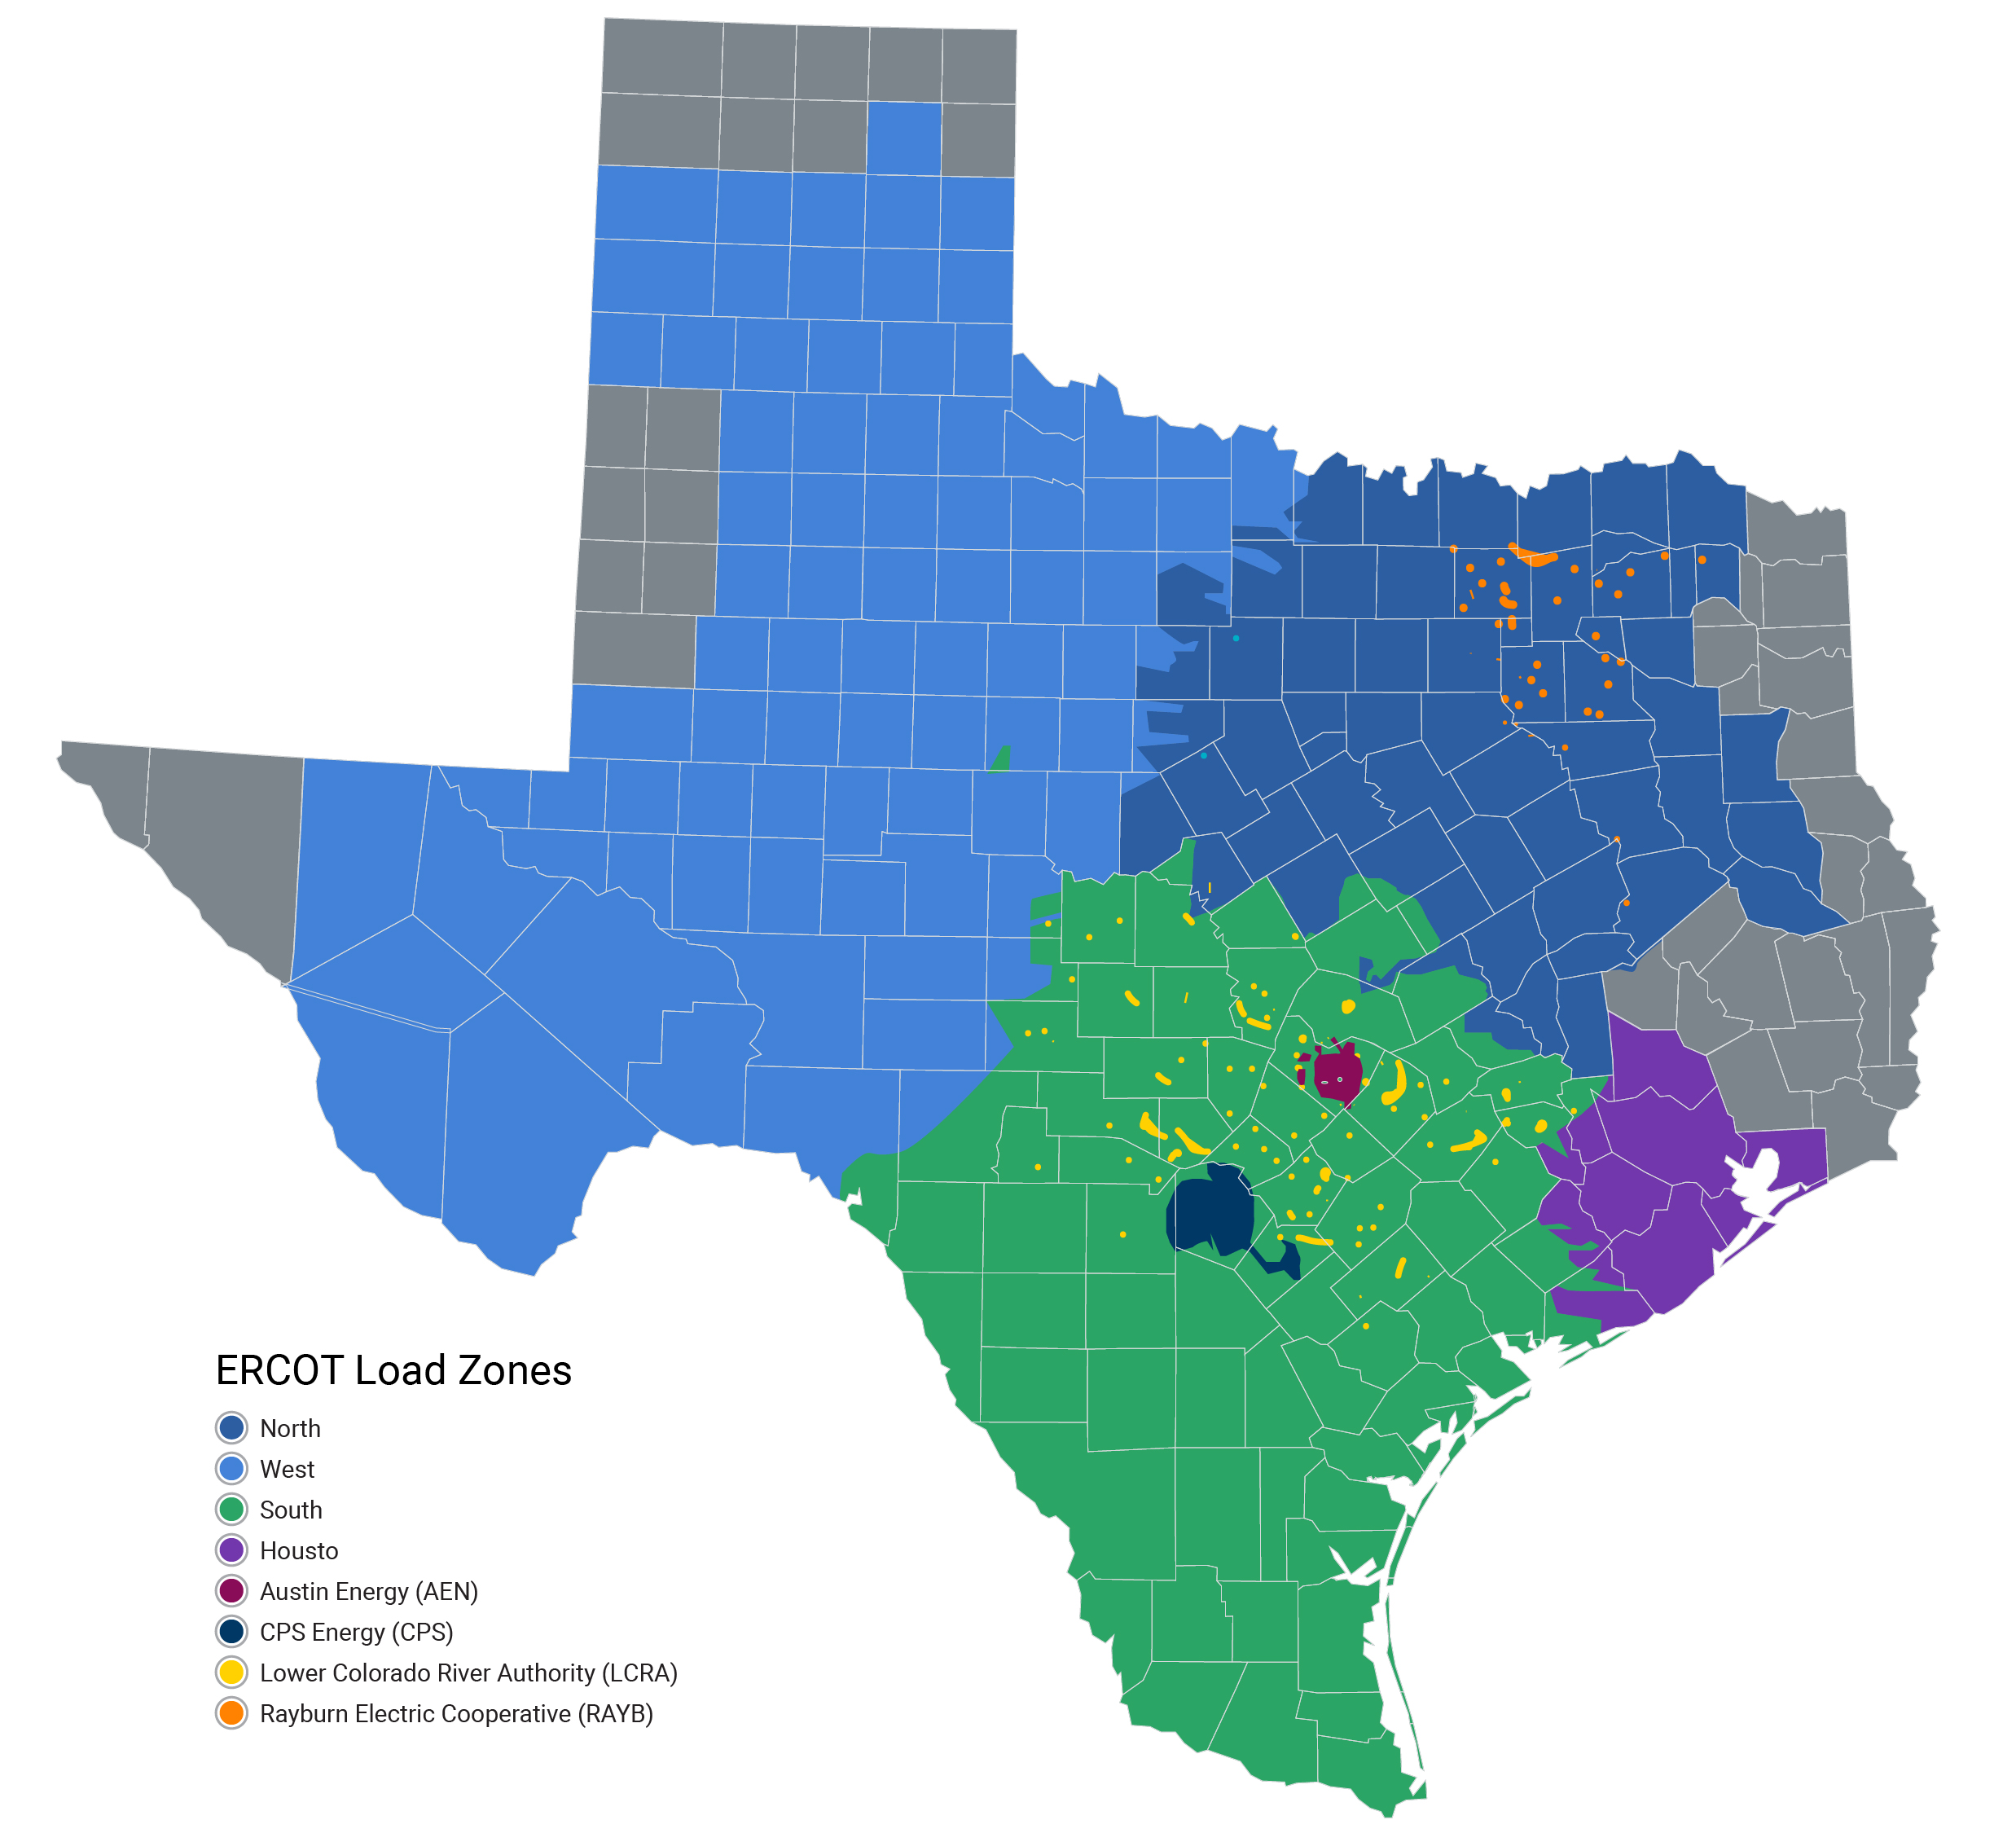 ERCOT Load Zones
North
West
South
Housto
Austin Energy (AEN)
CPS Energy (CPS)
Lower Colorado River Authority (LCRA)
Rayburn Electric Cooperative (RAYB)